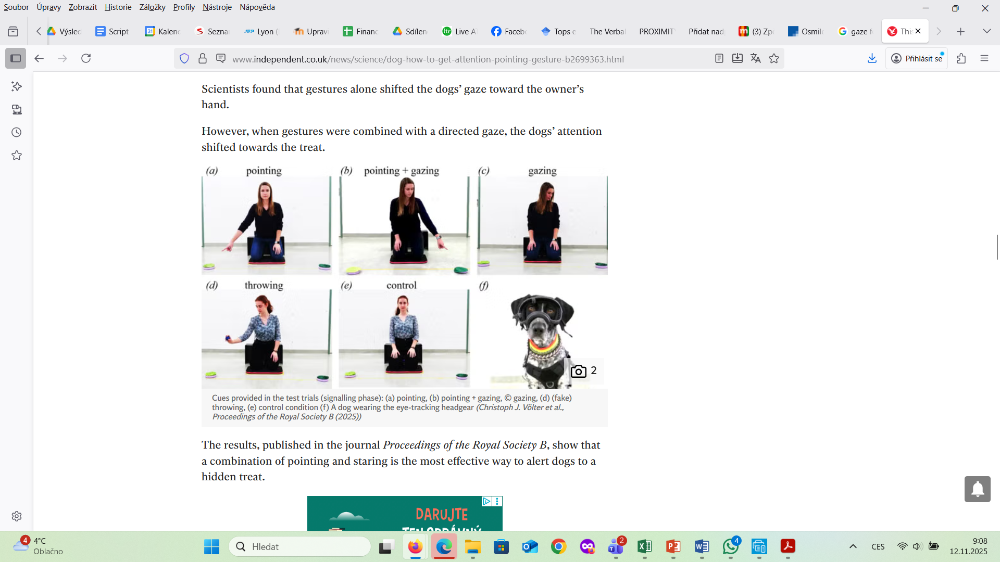 Soubor Úpravy Zobrazit Historie Záložky Profily Nástroje Nápověda
Výsled Script Kalen Sezna Lyon ( Upravi Financ Sdílen Live A Facebo Tops e The Verbal PROXIMIT Přidat nad (3) Zp Osmile gaze f This
www.independent.co.uk/news/science/dog-how-to-get-attention-pointing-gesture-b2699363.html Přihlásit se
Scientists found that gestures alone shifted the dogs’ gaze toward the owner’s
hand.
However, when gestures were combined with a directed gaze, the dogs’ attention
shifted towards the treat.
(a) pointing (b) pointing + gazing (c) gazing
(d) throwing (e) control (f)
2
Cues provided in the test trials (signalling phase): (a) pointing, (b) pointing + gazing, © gazing, (d) (fake)
throwing, (e) control condition (f) A dog wearing the eye-tracking headgear (Christoph J. Völter et al.,
Proceedings of the Royal Society B (2025))
The results, published in the journal Proceedings of the Royal Society B, show that
a combination of pointing and staring is the most effective way to alert dogs to a
hidden treat.
DARUJTE
TEN OPRÁVNÝ
4 4°C
Oblačno
Hledat
2
4
CES
9:08
12.11.2025